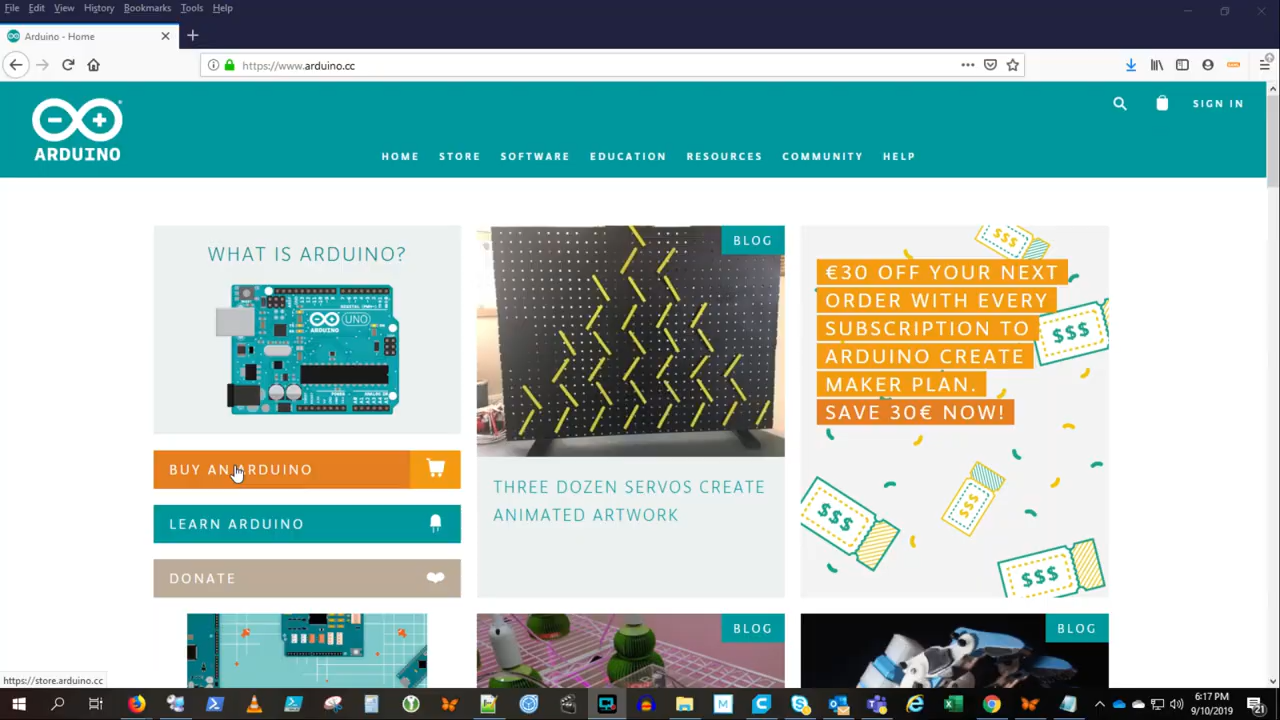 File Edit View History Bookmarks Tools Help
Arduino - Home
https://www.arduino.cc
ARDUINO
SIGN IN
HOME STORE SOFTWARE EDUCATION RESOURCES COMMUNITY HELP
WHAT IS ARDUINO?
ARDUINO
UNO
BUY AN ARDUINO
LEARN ARDUINO
DONATE
BLOG
THREE DOZEN SERVOS CREATE
ANIMATED ARTWORK
€30 OFF YOUR NEXT
ORDER WITH EVERY
SUBSCRIPTION TO
ARDUINO CREATE
MAKER PLAN.
SAVE 30€ NOW!
$$$
$$$
$$$
$$$
$$$
BLOG
BLOG
https://store.arduino.cc
6:17 PM
9/10/2019
21